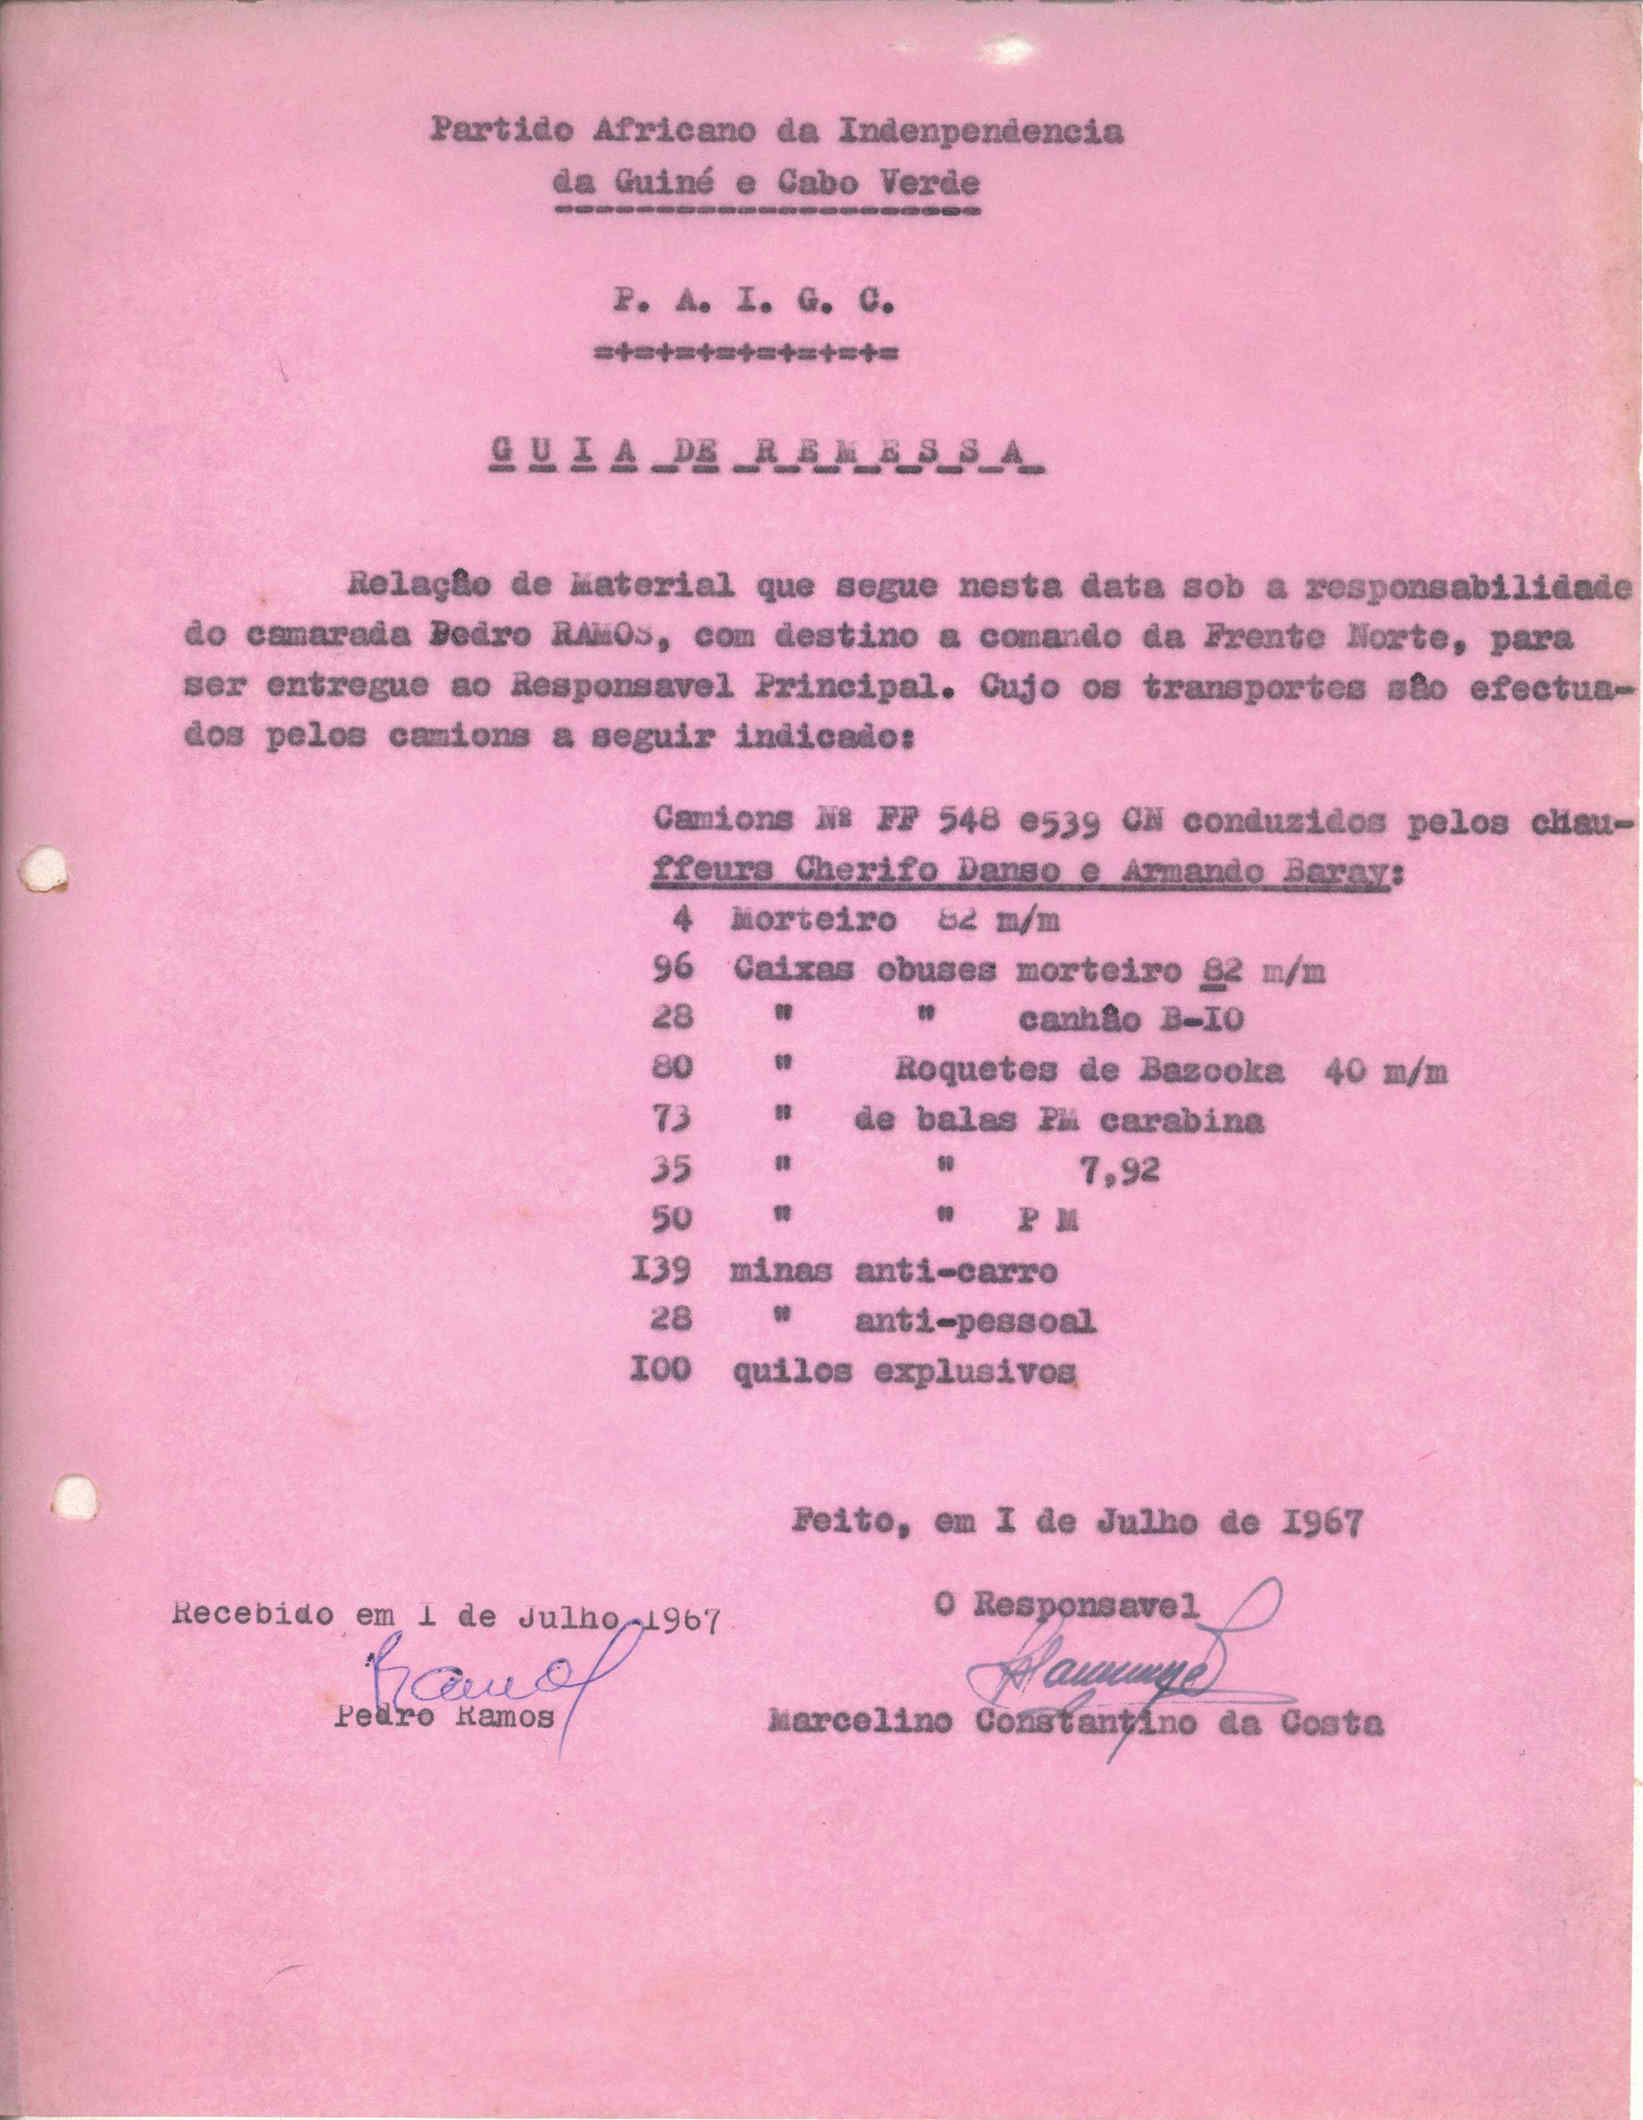 Partido Africano da Indenpendencia
da Guiné e Cabo Verde
---------------------
P. A. I. G. C.
=+=+=+=+=+=+=+=
G U I A DE R E M E S S A
Relação de Material que segue nesta data sob a responsabilidade
do camarada Pedro RAMOS, com destino a comando da Frente Norte, para
ser entregue ao Responsavel Principal. Cujo os transportes são efectua-
dos pelos camions a seguir indicado:
Camions Nº FF 548 e539 CN conduzidos pelos chau-
ffeurs Cherifo Danso e Armando Baray:
4 Morteiro 82 m/m
96 Caixas obuses morteiro 82 m/m
28 " " canhão B-IO
80 " Roquetes de Bazooka 40 m/m
73 " de balas PM carabina
35 " " 7,92
50 " " P M
I39 minas anti-carro
28 " anti-pessoal
I00 quilos explusivos
Feito, em I de Julho de I967
O Responsavel
Recebido em 1 de Julho 1967
Ramos
Pedro Ramos
Marcelino Constantino da Costa